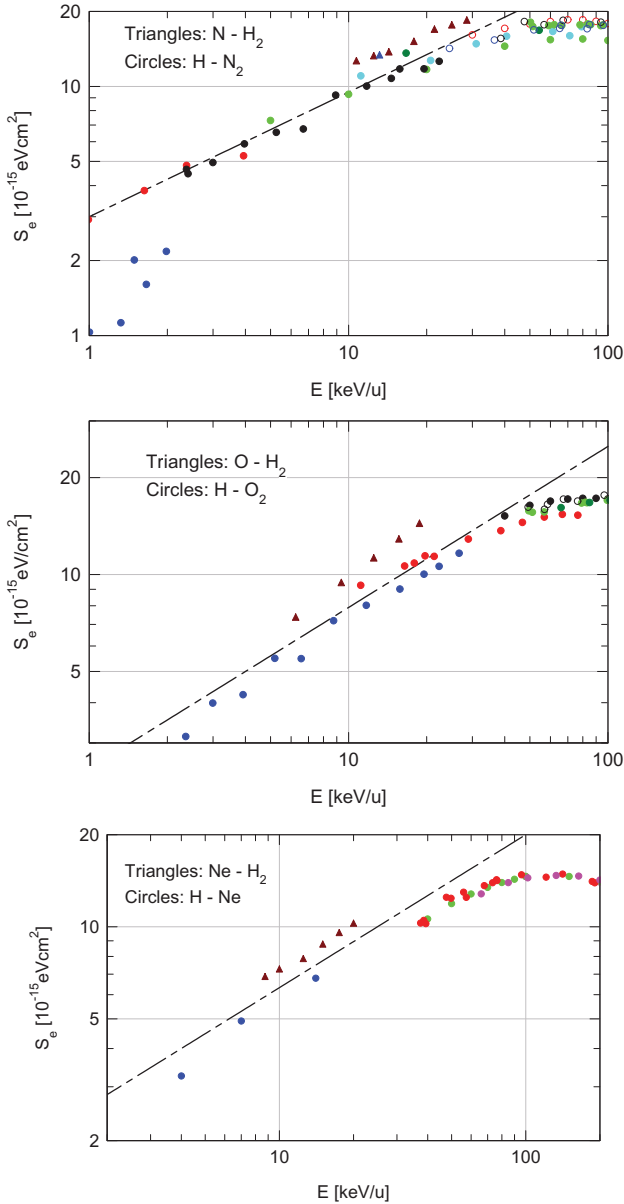 Triangles: N - H2
Circles: H - N2
20
10
5
2
1
Se [10-15eVcm2]
1
10
100
E [keV/u]
Triangles: O - H2
Circles: H - O2
20
10
5
Se [10-15eV/cm2]
1
10
100
E [keV/u]
Triangles: Ne - H2
Circles: H - Ne
20
10
5
2
Se [10-15eVcm2]
10
100
E [keV/u]